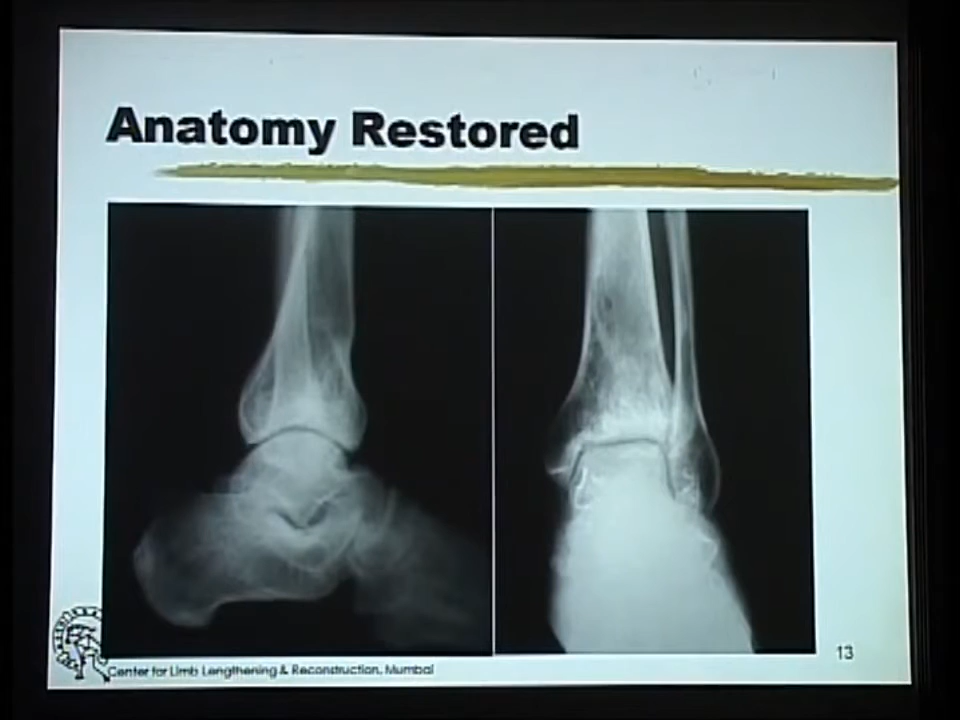 Anatomy Restored
Center for Limb Lengthening & Reconstruction, Mumbai
13